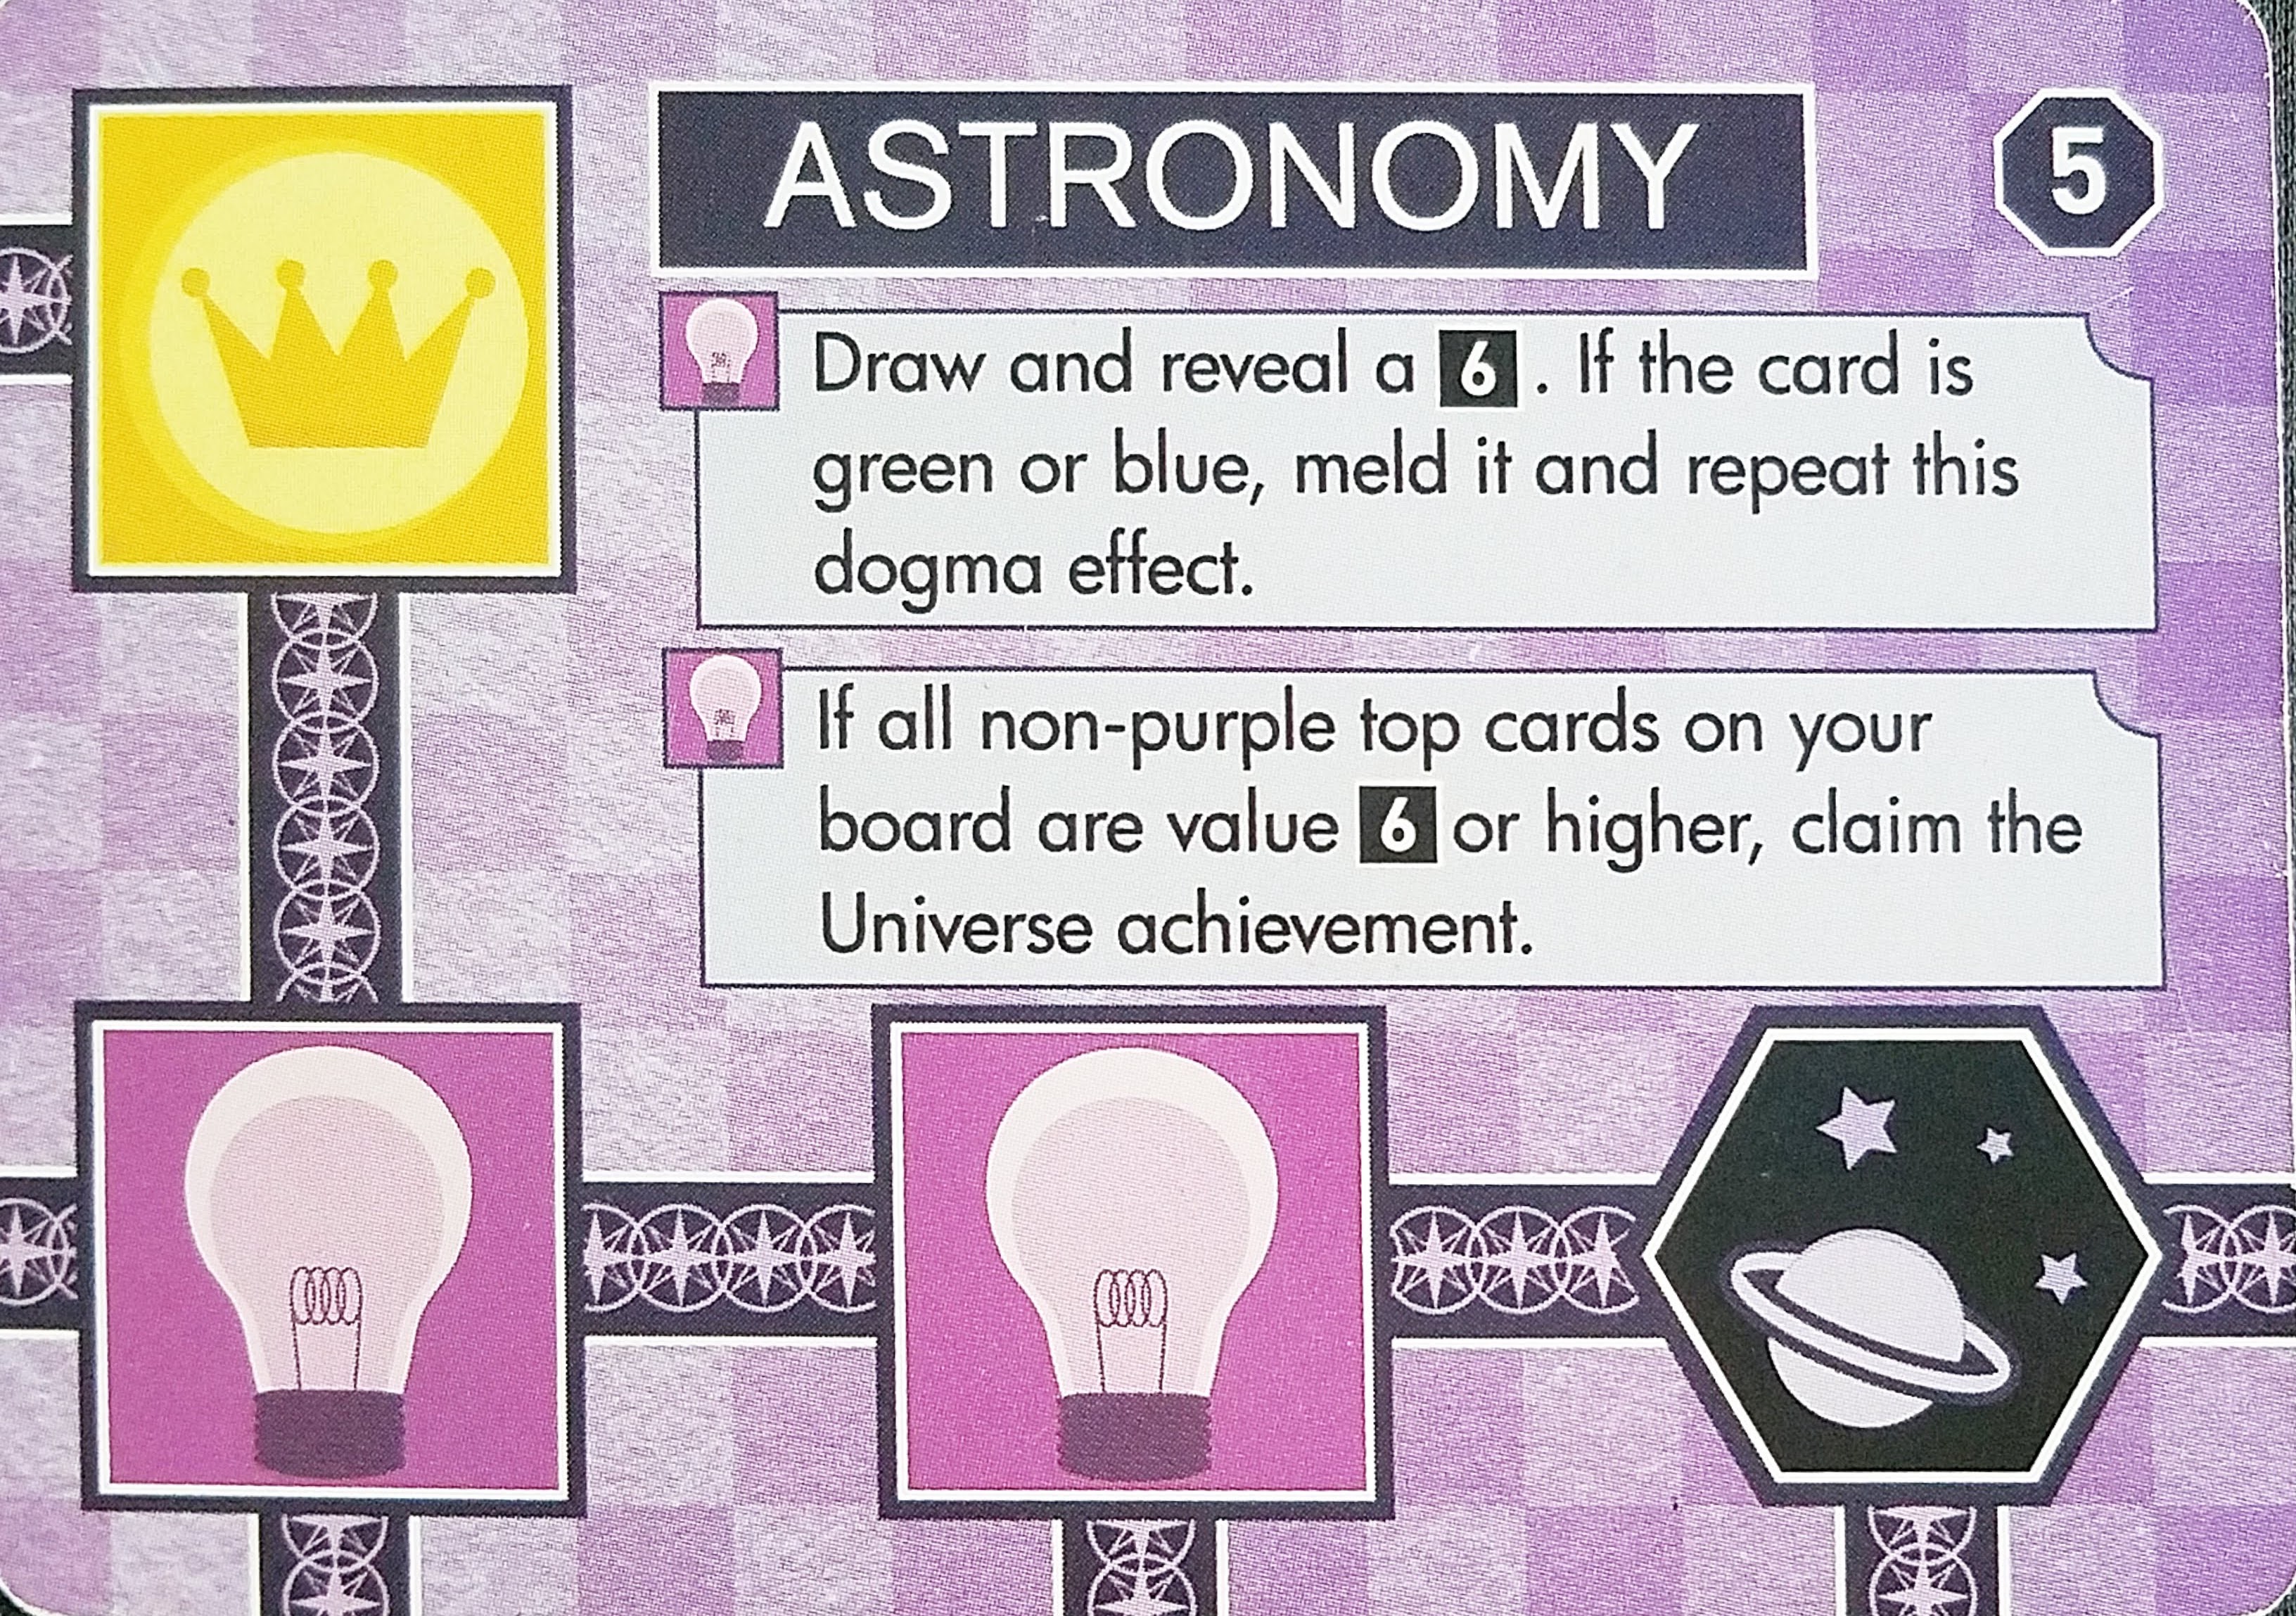 ASTRONOMY
5
Draw and reveal a 6 . If the card is
green or blue, meld it and repeat this
dogma effect.
If all non-purple top cards on your
board are value 6 or higher, claim the
Universe achievement.